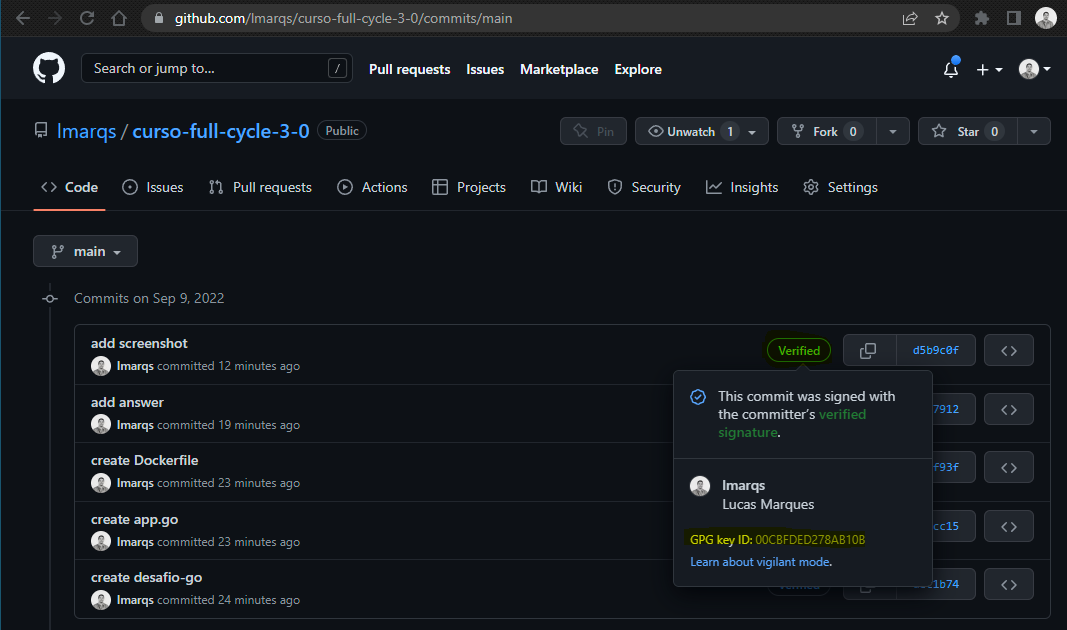 github.com/lmarqs/curso-full-cycle-3-0/commits/main
Search or jump to... / Pull requests Issues Marketplace Explore
lmarqs / curso-full-cycle-3-0 Public Pin Unwatch 1 Fork 0 Star 0
Code Issues Pull requests Actions Projects Wiki Security Insights Settings
main
Commits on Sep 9, 2022
add screenshot
lmarqs committed 12 minutes ago
Verified d5b9c0f
This commit was signed with
the committer's verified
signature.
lmarqs
Lucas Marques
GPG key ID: 00CBFDED278AB10B
Learn about vigilant mode.
add answer
lmarqs committed 19 minutes ago
7912
create Dockerfile
lmarqs committed 23 minutes ago
f93f
create app.go
lmarqs committed 23 minutes ago
cc15
create desafio-go
lmarqs committed 24 minutes ago
1b74